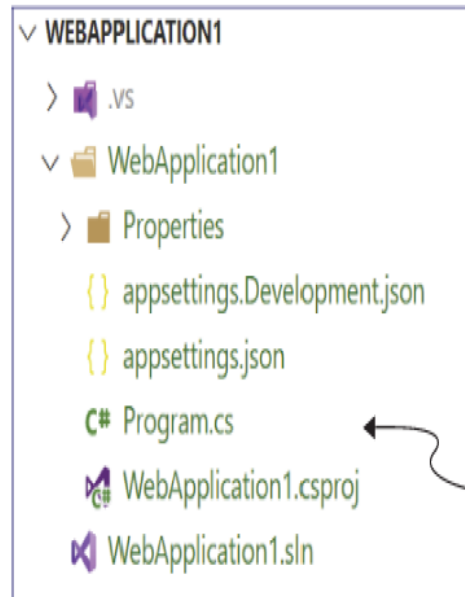 WEBAPPLICATION1
.vs
WebApplication1
Properties
{} appsettings.Development.json
{} appsettings.json
C# Program.cs
WebApplication1.csproj
WebApplication1.sln